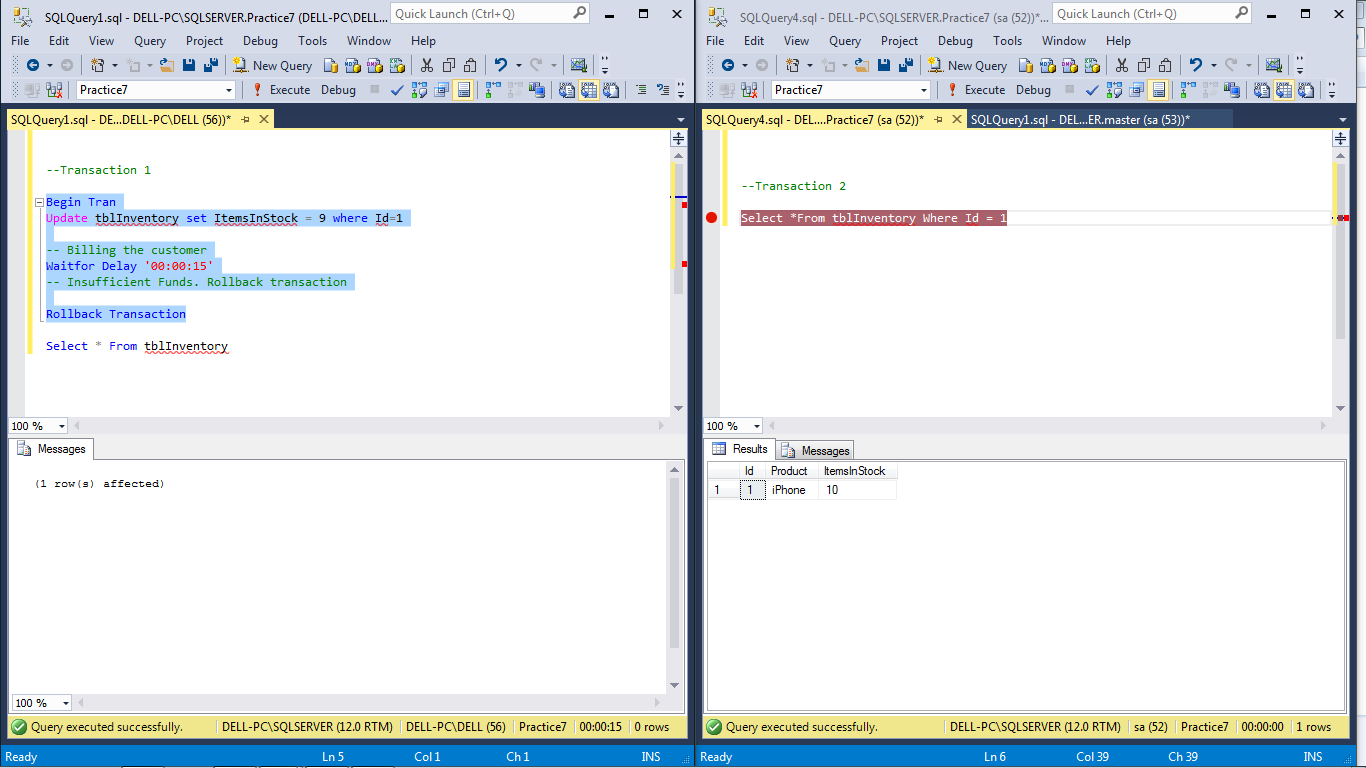 SQLQuery1.sql - DELL-PC\SQLSERVER.Practice7 (DELL-PC\DELL...
Quick Launch (Ctrl+Q)
File Edit View Query Project Debug Tools Window Help
New Query
Practice7
Execute Debug
SQLQuery1.sql - DE...DELL-PC\DELL (56))*
--Transaction 1
Begin Tran
Update tblInventory set ItemsInStock = 9 where Id=1
-- Billing the customer
Waitfor Delay '00:00:15'
-- Insufficient Funds. Rollback transaction
Rollback Transaction
Select * From tblInventory
100 %
Messages
(1 row(s) affected)
100 %
Query executed successfully.
DELL-PC\SQLSERVER (12.0 RTM) DELL-PC\DELL (56) Practice7 00:00:15 0 rows
Ready Ln 5 Col 1 Ch 1 INS
SQLQuery4.sql - DELL-PC\SQLSERVER.Practice7 (sa (52))*...
Quick Launch (Ctrl+Q)
File Edit View Query Project Debug Tools Window Help
New Query
Practice7
Execute Debug
SQLQuery4.sql - DEL....Practice7 (sa (52))* SQLQuery1.sql - DEL...ER.master (sa (53))*
--Transaction 2
Select *From tblInventory Where Id = 1
100 %
Results Messages
Id Product ItemsInStock
1 1 iPhone 10
Query executed successfully.
DELL-PC\SQLSERVER (12.0 RTM) sa (52) Practice7 00:00:00 1 rows
Ready Ln 6 Col 39 Ch 39 INS